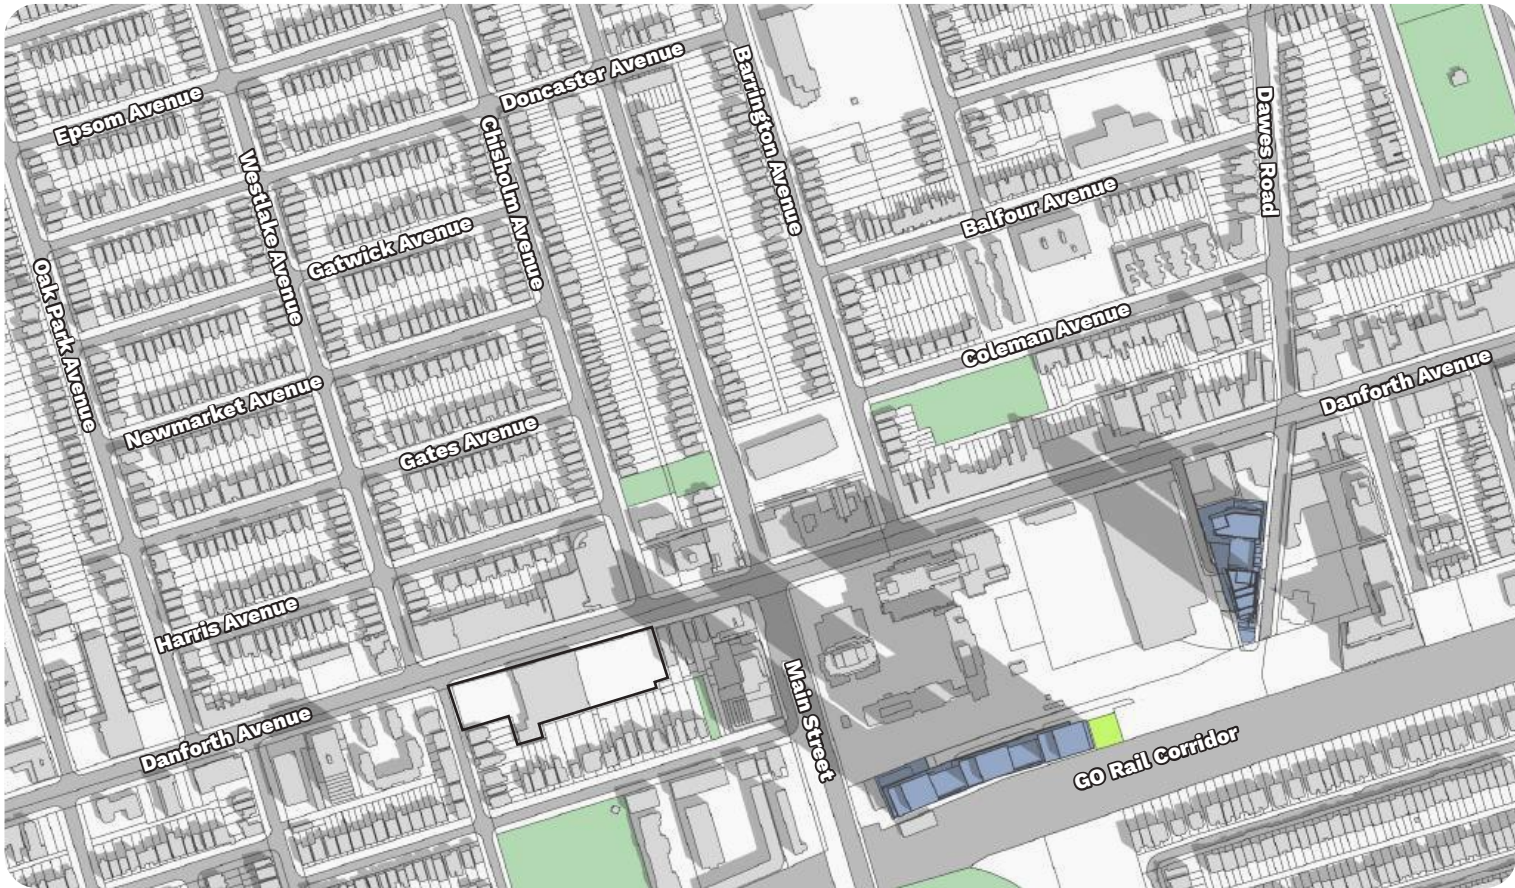 Epsom Avenue
Doncaster Avenue
Barrington Avenue
Dawes Road
Westlake Avenue
Chisholm Avenue
Gatwick Avenue
Balfour Avenue
Oak Park Avenue
Coleman Avenue
Newmarket Avenue
Gates Avenue
Danforth Avenue
Harris Avenue
Danforth Avenue
Main Street
GO Rail Corridor